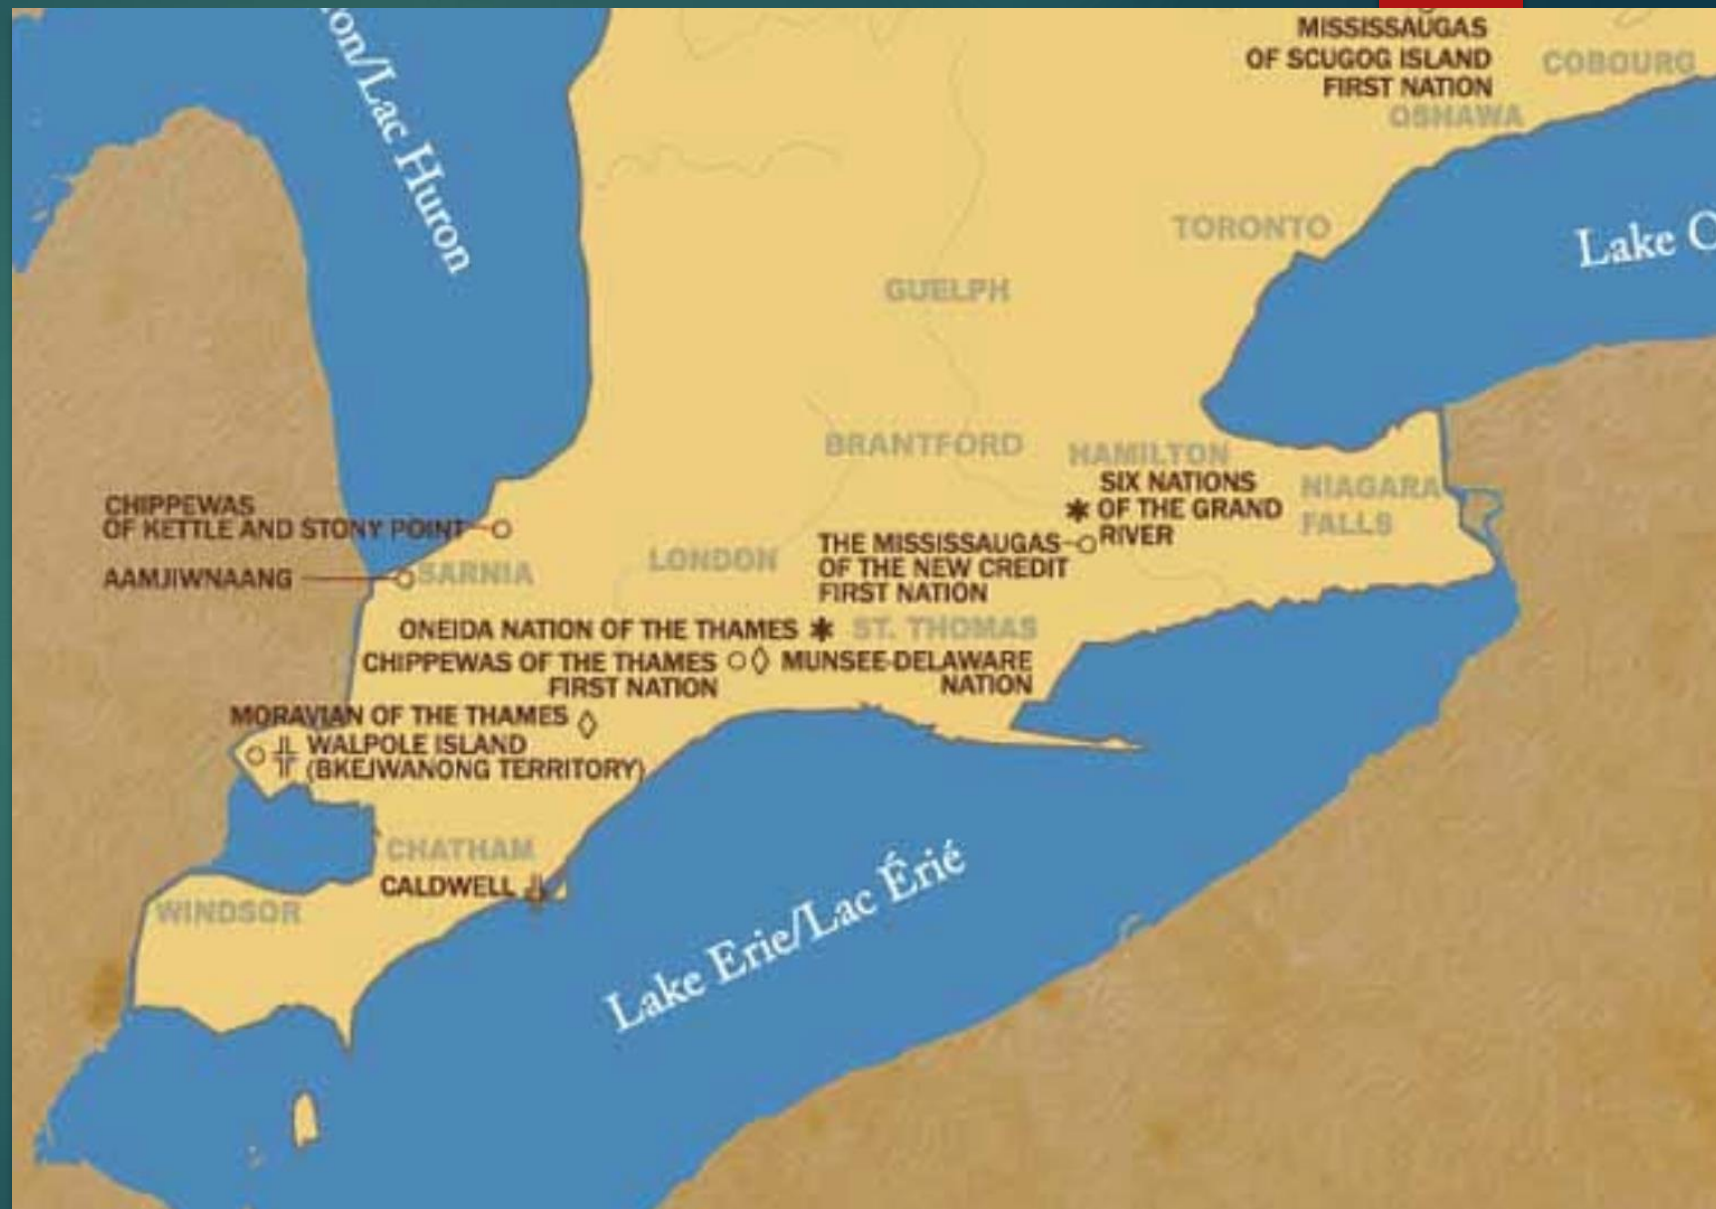 MISSISSAUGAS
OF SCUGOG ISLAND
FIRST NATION
COBOURG
OSHAWA
on/Lac Huron
TORONTO
Lake O
GUELPH
BRANTFORD
HAMILTON
SIX NATIONS
OF THE GRAND
RIVER
NIAGARA
FALLS
CHIPPEWAS
OF KETTLE AND STONY POINT
THE MISSISSAUGAS
OF THE NEW CREDIT
FIRST NATION
LONDON
AAMJIWNAANG
SARNIA
ONEIDA NATION OF THE THAMES
ST. THOMAS
CHIPPEWAS OF THE THAMES
FIRST NATION
MUNSEE-DELAWARE
NATION
MORAVIAN OF THE THAMES
WALPOLE ISLAND
(BKEJWANONG TERRITORY)
CHATHAM
CALDWELL
WINDSOR
Lake Erie/Lac Érié